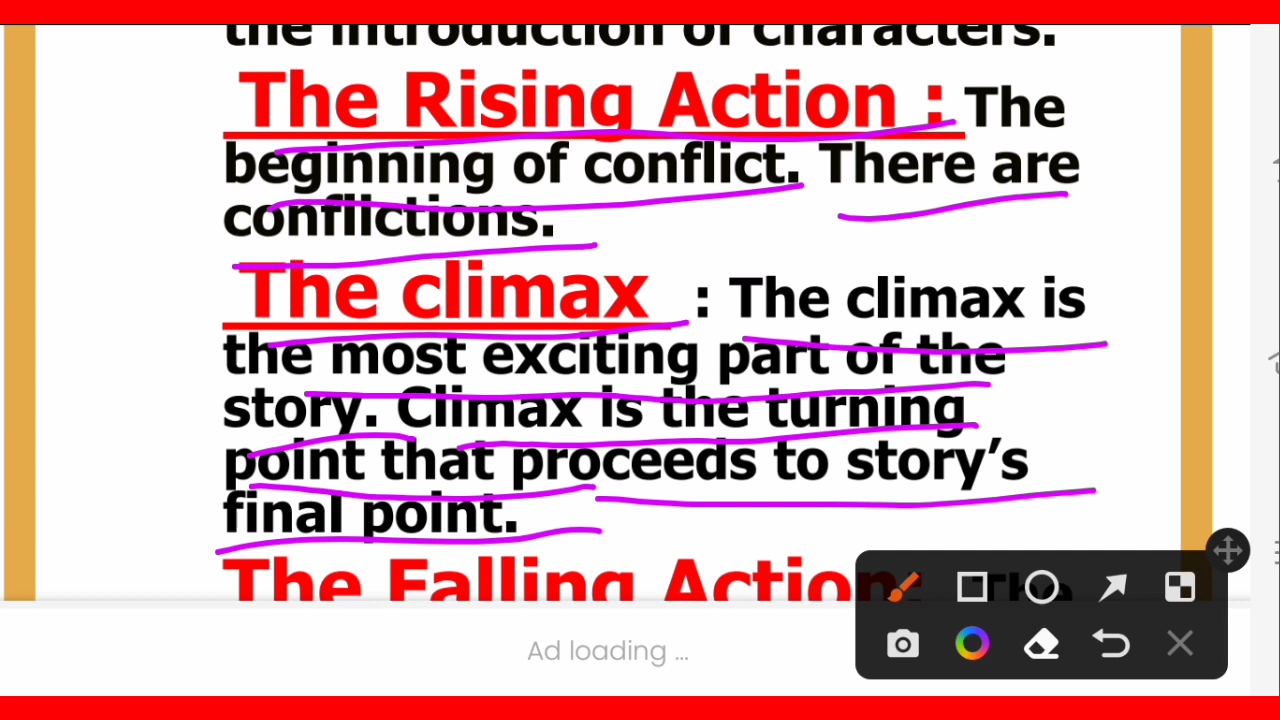 the introduction of characters.
The Rising Action : The
beginning of conflict. There are
conflictions.
The climax : The climax is
the most exciting part of the
story. Climax is the turning
point that proceeds to story's
final point.
The Falling Action: The
Ad loading ...